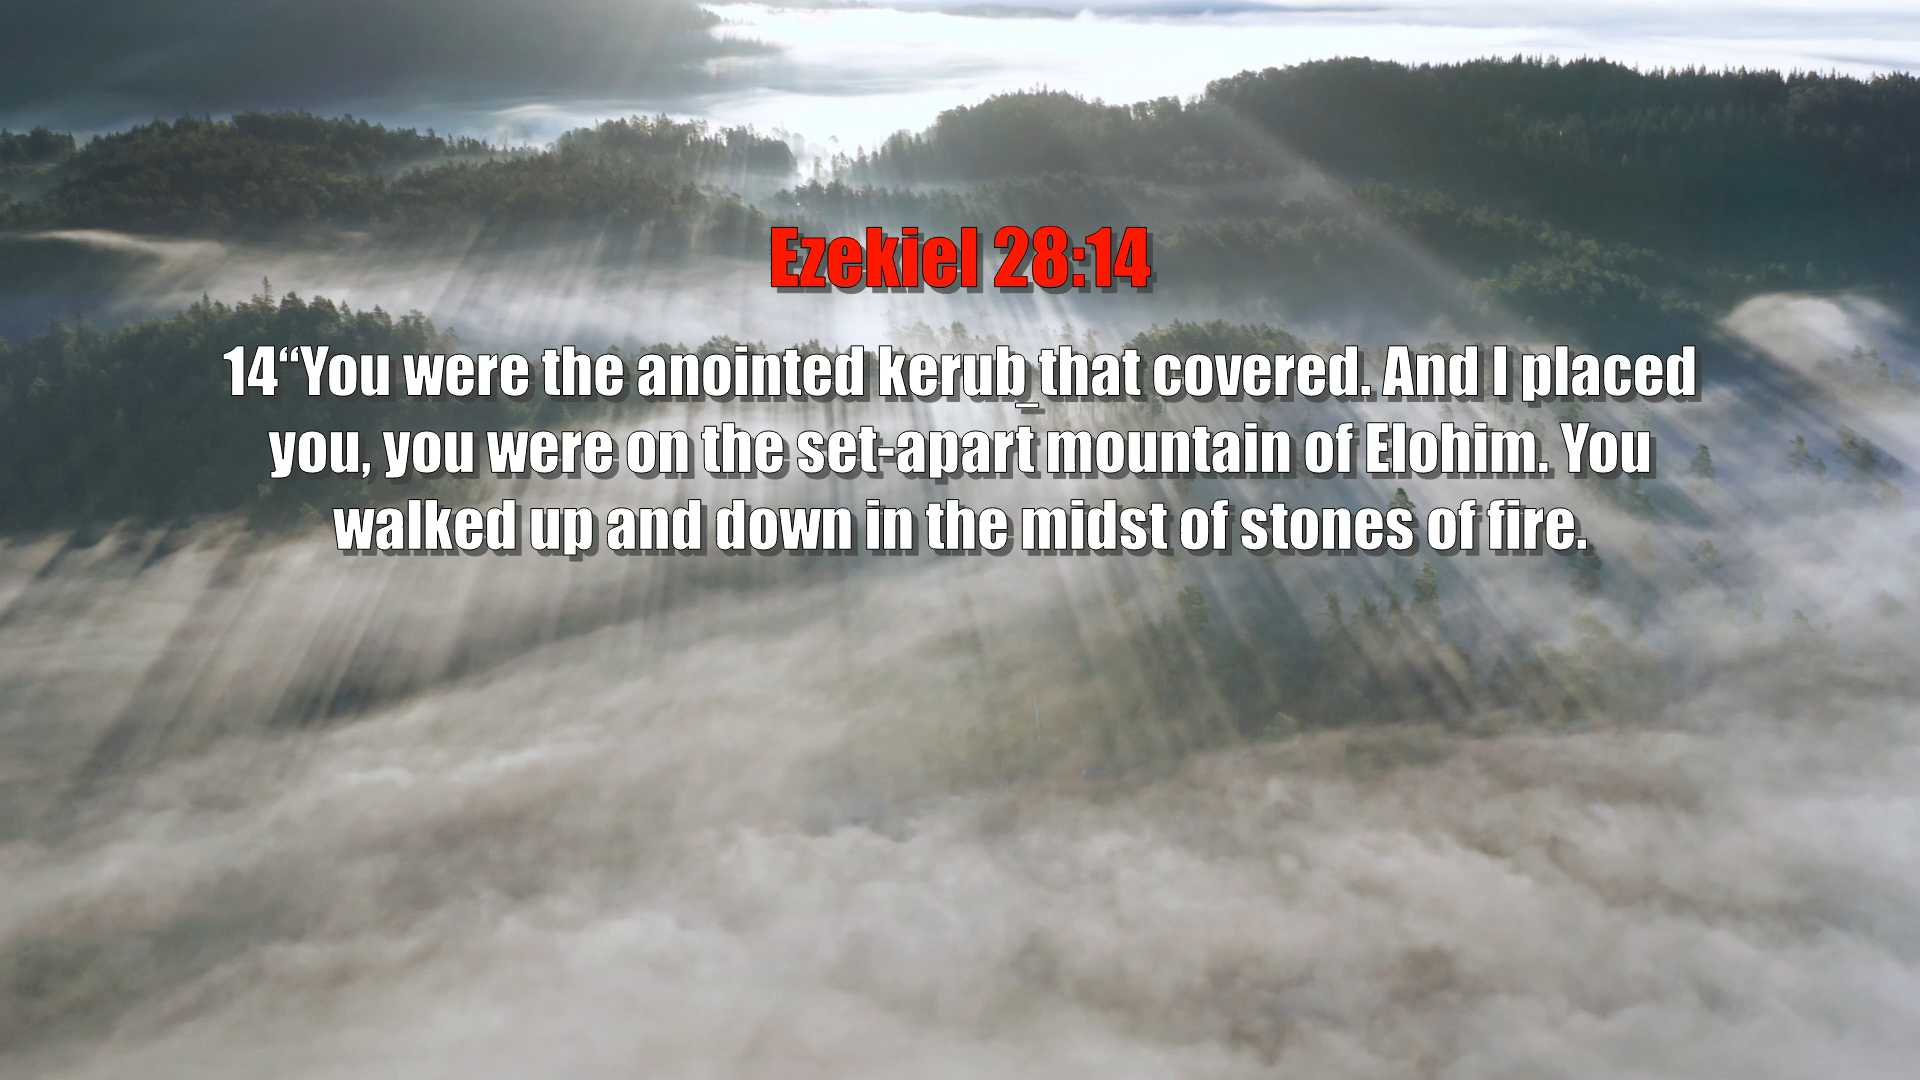 Ezekiel 28:14
14“You were the anointed keruḇ that covered. And I placed
you, you were on the set-apart mountain of Elohim. You
walked up and down in the midst of stones of fire.